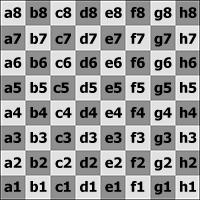 a8 b8 c8 d8 e8 f8 g8 h8
a7 b7 c7 d7 e7 f7 g7 h7
a6 b6 c6 d6 e6 f6 g6 h6
a5 b5 c5 d5 e5 f5 g5 h5
a4 b4 c4 d4 e4 f4 g4 h4
a3 b3 c3 d3 e3 f3 g3 h3
a2 b2 c2 d2 e2 f2 g2 h2
a1 b1 c1 d1 e1 f1 g1 h1